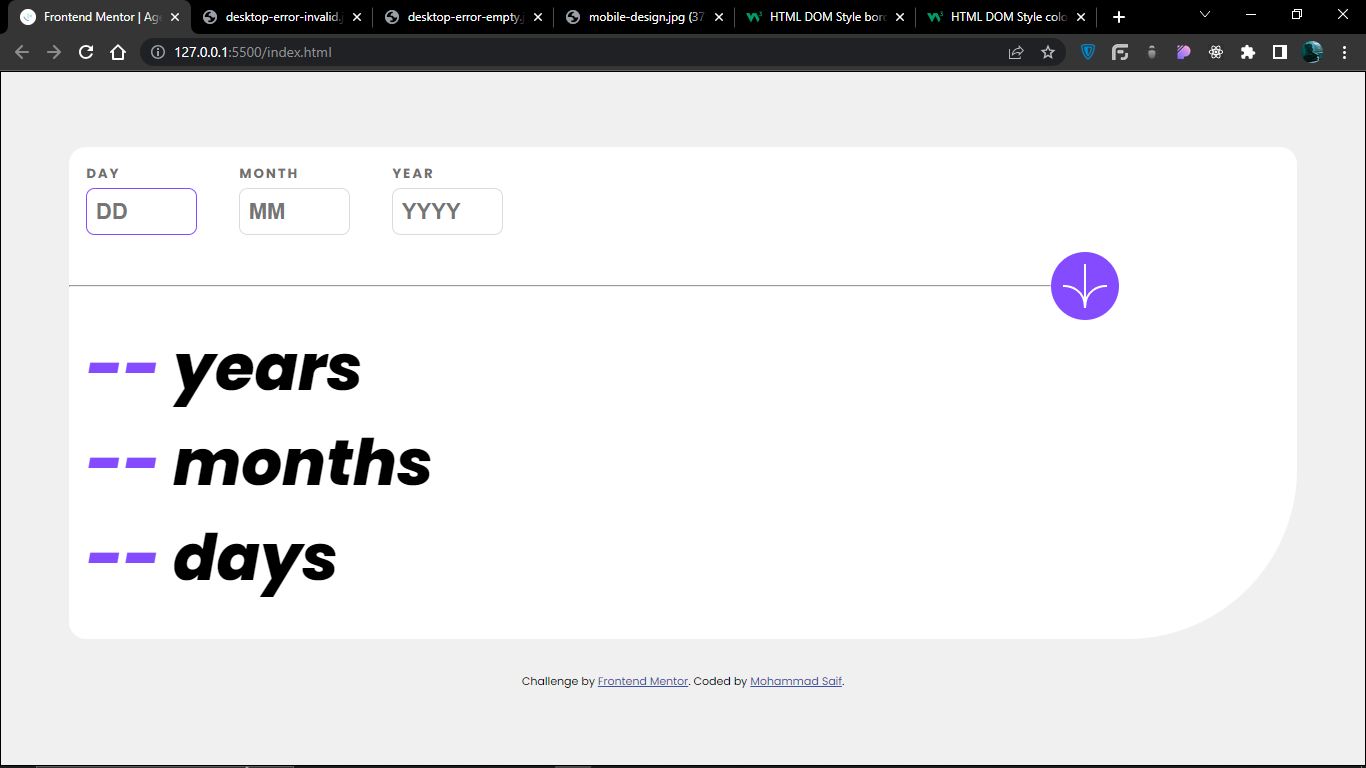 Frontend Mentor | Age
desktop-error-invalid.j
desktop-error-empty.j
mobile-design.jpg (37
HTML DOM Style bord
HTML DOM Style colo
127.0.0.1:5500/index.html
DAY MONTH YEAR
DD MM YYYY
-- years
-- months
-- days
Challenge by Frontend Mentor. Coded by Mohammad Saif.